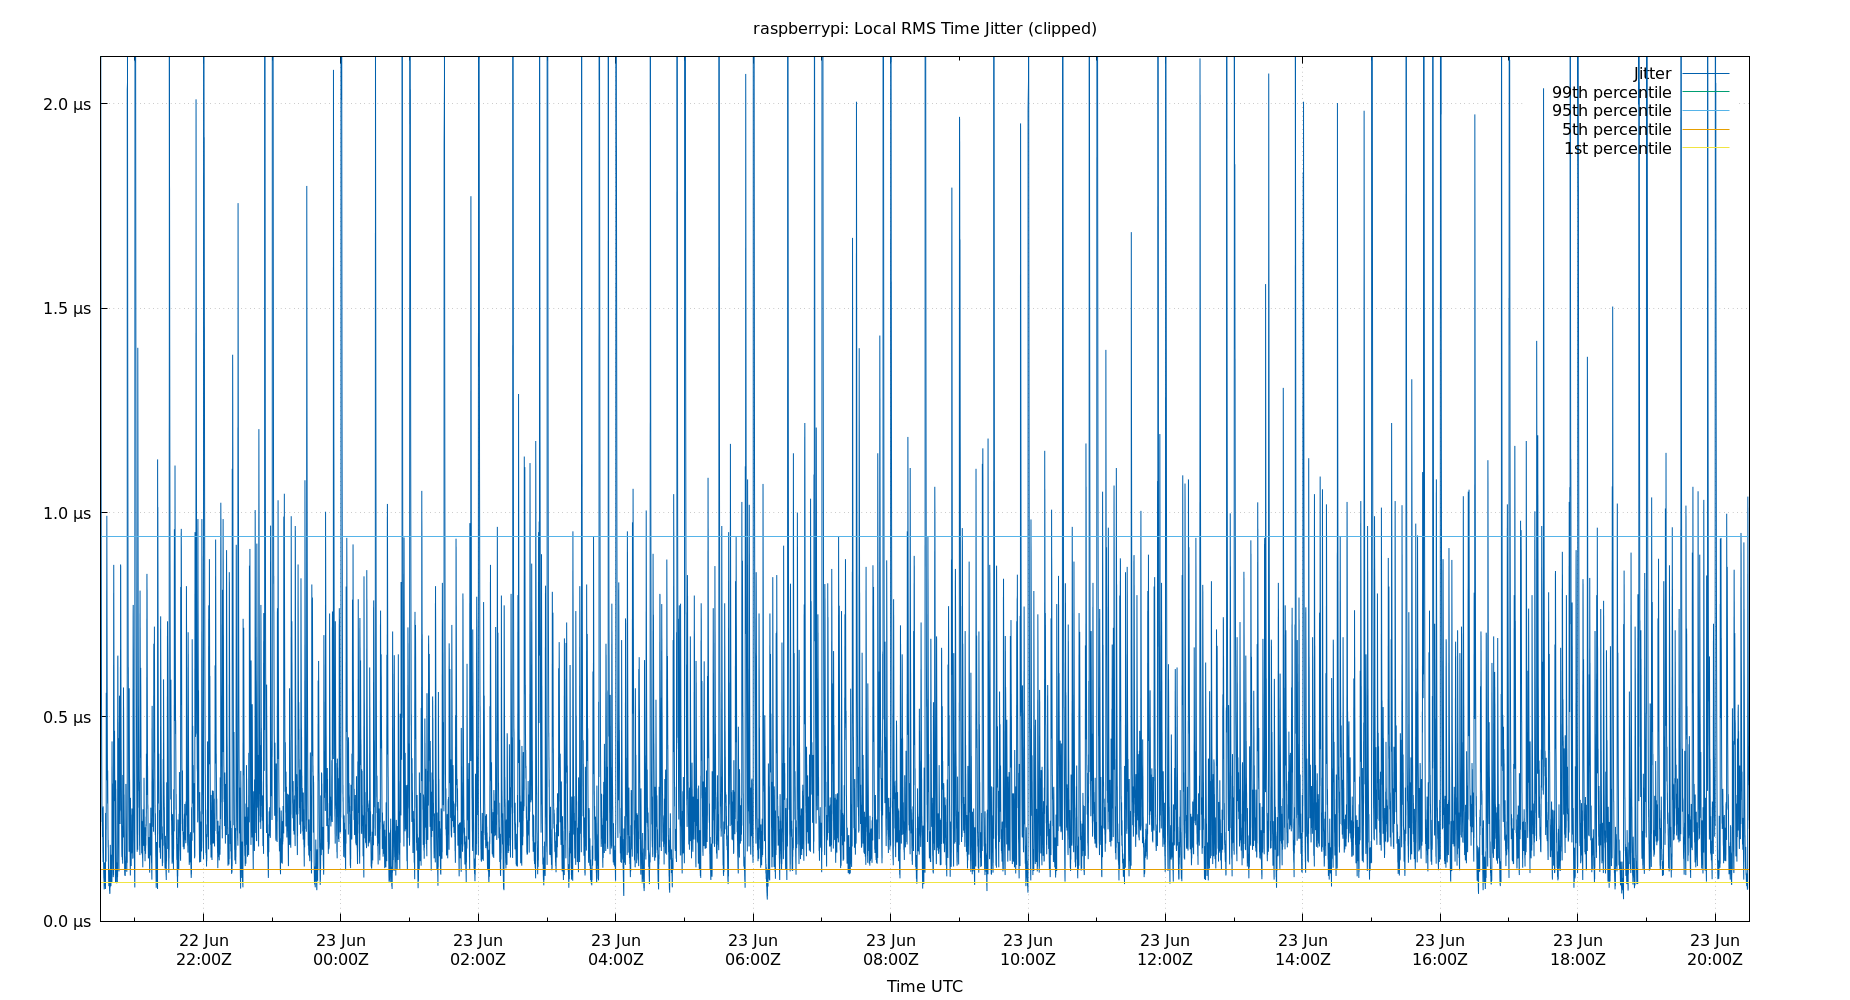 raspberrypi: Local RMS Time Jitter (clipped)
Jitter
99th percentile
95th percentile
5th percentile
1st percentile
2.0 µs
1.5 µs
1.0 µs
0.5 µs
0.0 µs
22 Jun 23 Jun 23 Jun 23 Jun 23 Jun 23 Jun 23 Jun 23 Jun 23 Jun 23 Jun 23 Jun 23 Jun
22:00Z 00:00Z 02:00Z 04:00Z 06:00Z 08:00Z 10:00Z 12:00Z 14:00Z 16:00Z 18:00Z 20:00Z
Time UTC